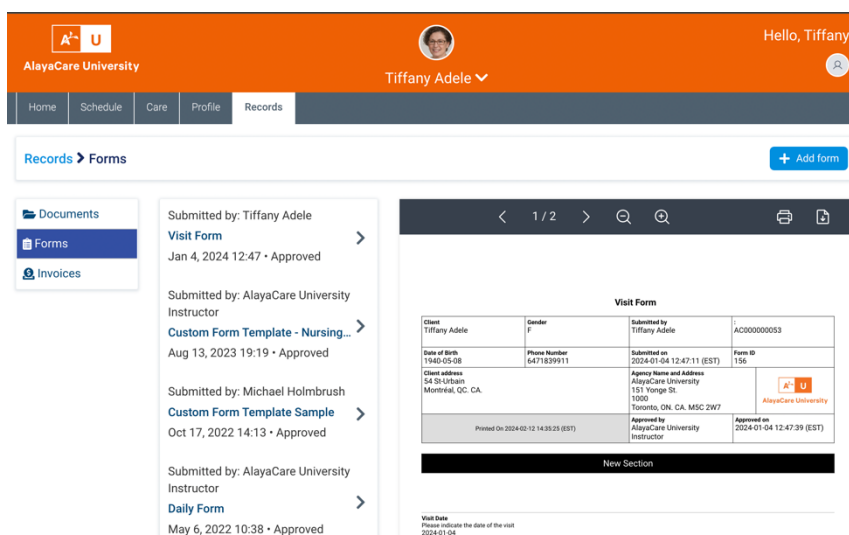 A U
AlayaCare University
Tiffany Adele
Hello, Tiffany
Home
Schedule
Care
Profile
Records
Records > Forms
+ Add form
Documents
Forms
Invoices
Submitted by: Tiffany Adele
Visit Form
Jan 4, 2024 12:47 • Approved
Submitted by: AlayaCare University
Instructor
Custom Form Template - Nursing...
Aug 13, 2023 19:19 • Approved
Submitted by: Michael Holmbrush
Custom Form Template Sample
Oct 17, 2022 14:13 • Approved
Submitted by: AlayaCare University
Instructor
Daily Form
May 6, 2022 10:38 • Approved
1 / 2
Visit Form
Client
Tiffany Adele
Gender
F
Submitted by
Tiffany Adele
:
AC000000053
Date of Birth
1940-05-08
Phone Number
6471839911
Submitted on
2024-01-04 12:47:11 (EST)
Form ID
156
Client address
54 St-Urbain
Montréal, QC. CA.
Agency Name and Address
AlayaCare University
151 Yonge St.
1000
Toronto, ON. CA. M5C 2W7
A U
AlayaCare University
Printed On 2024-02-12 14:35:25 (EST)
Approved by
AlayaCare University
Instructor
Approved on
2024-01-04 12:47:39 (EST)
New Section
Visit Date
Please indicate the date of the visit
2024-01-04